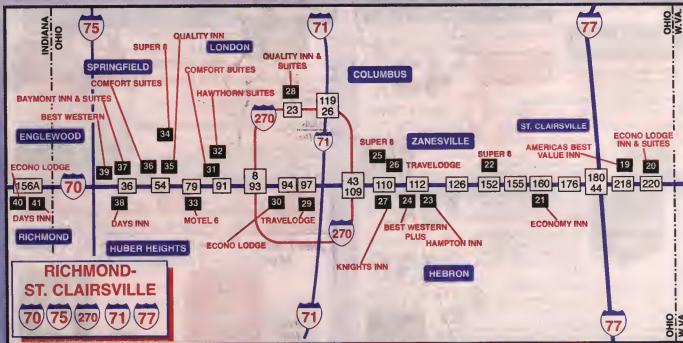 INDIANA
OHIO
75
QUALITY INN
SUPER 8
LONDON
71
77
OHIO
W.VA.
SPRINGFIELD
COMFORT SUITES
COMFORT SUITES
QUALITY INN &
SUITES
COLUMBUS
BAYMONT INN & SUITES
BEST WESTERN
HAWTHORN SUITES
28
270
23
119
26
ENGLEWOOD
34
32
71
SUPER 8
ZANESVILLE
ST. CLAIRSVILLE
AMERICAS BEST
VALUE INN
ECONO LODGE
INN & SUITES
ECONO LODGE
39
37
36
35
31
25
26
TRAVELODGE
SUPER 8
22
19
20
156A
70
36
54
79
91
8
93
94
97
43
109
110
112
126
152
155
160
176
180
44
218
220
40
41
38
33
30
29
27
24
23
21
DAYS INN
DAYS INN
MOTEL 6
TRAVELODGE
ECONO LODGE
BEST WESTERN
PLUS
HAMPTON INN
KNIGHTS INN
ECONOMY INN
RICHMOND
HUBER HEIGHTS
270
HEBRON
RICHMOND-
ST. CLAIRSVILLE
70
75
270
71
77
71
77
OHIO
W.VA.